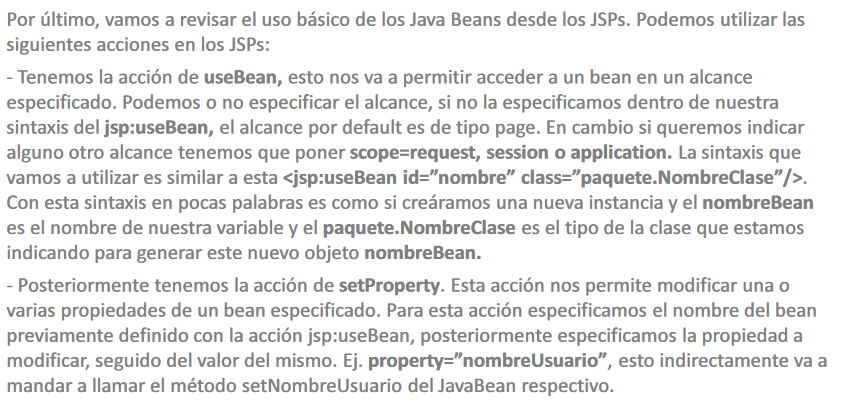 Por último, vamos a revisar el uso básico de los Java Beans desde los JSPs. Podemos utilizar las
siguientes acciones en los JSPs:
- Tenemos la acción de useBean, esto nos va a permitir acceder a un bean en un alcance
especificado. Podemos o no especificar el alcance, si no la especificamos dentro de nuestra
sintaxis del jsp:useBean, el alcance por default es de tipo page. En cambio si queremos indicar
alguno otro alcance tenemos que poner scope=request, session o application. La sintaxis que
vamos a utilizar es similar a esta <jsp:useBean id=”nombre” class=”paquete.NombreClase”/>.
Con esta sintaxis en pocas palabras es como si creáramos una nueva instancia y el nombreBean
es el nombre de nuestra variable y el paquete.NombreClase es el tipo de la clase que estamos
indicando para generar este nuevo objeto nombreBean.
- Posteriormente tenemos la acción de setProperty. Esta acción nos permite modificar una o
varias propiedades de un bean especificado. Para esta acción especificamos el nombre del bean
previamente definido con la acción jsp:useBean, posteriormente especificamos la propiedad a
modificar, seguido del valor del mismo. Ej. property=”nombreUsuario”, esto indirectamente va a
mandar a llamar el método setNombreUsuario del JavaBean respectivo.